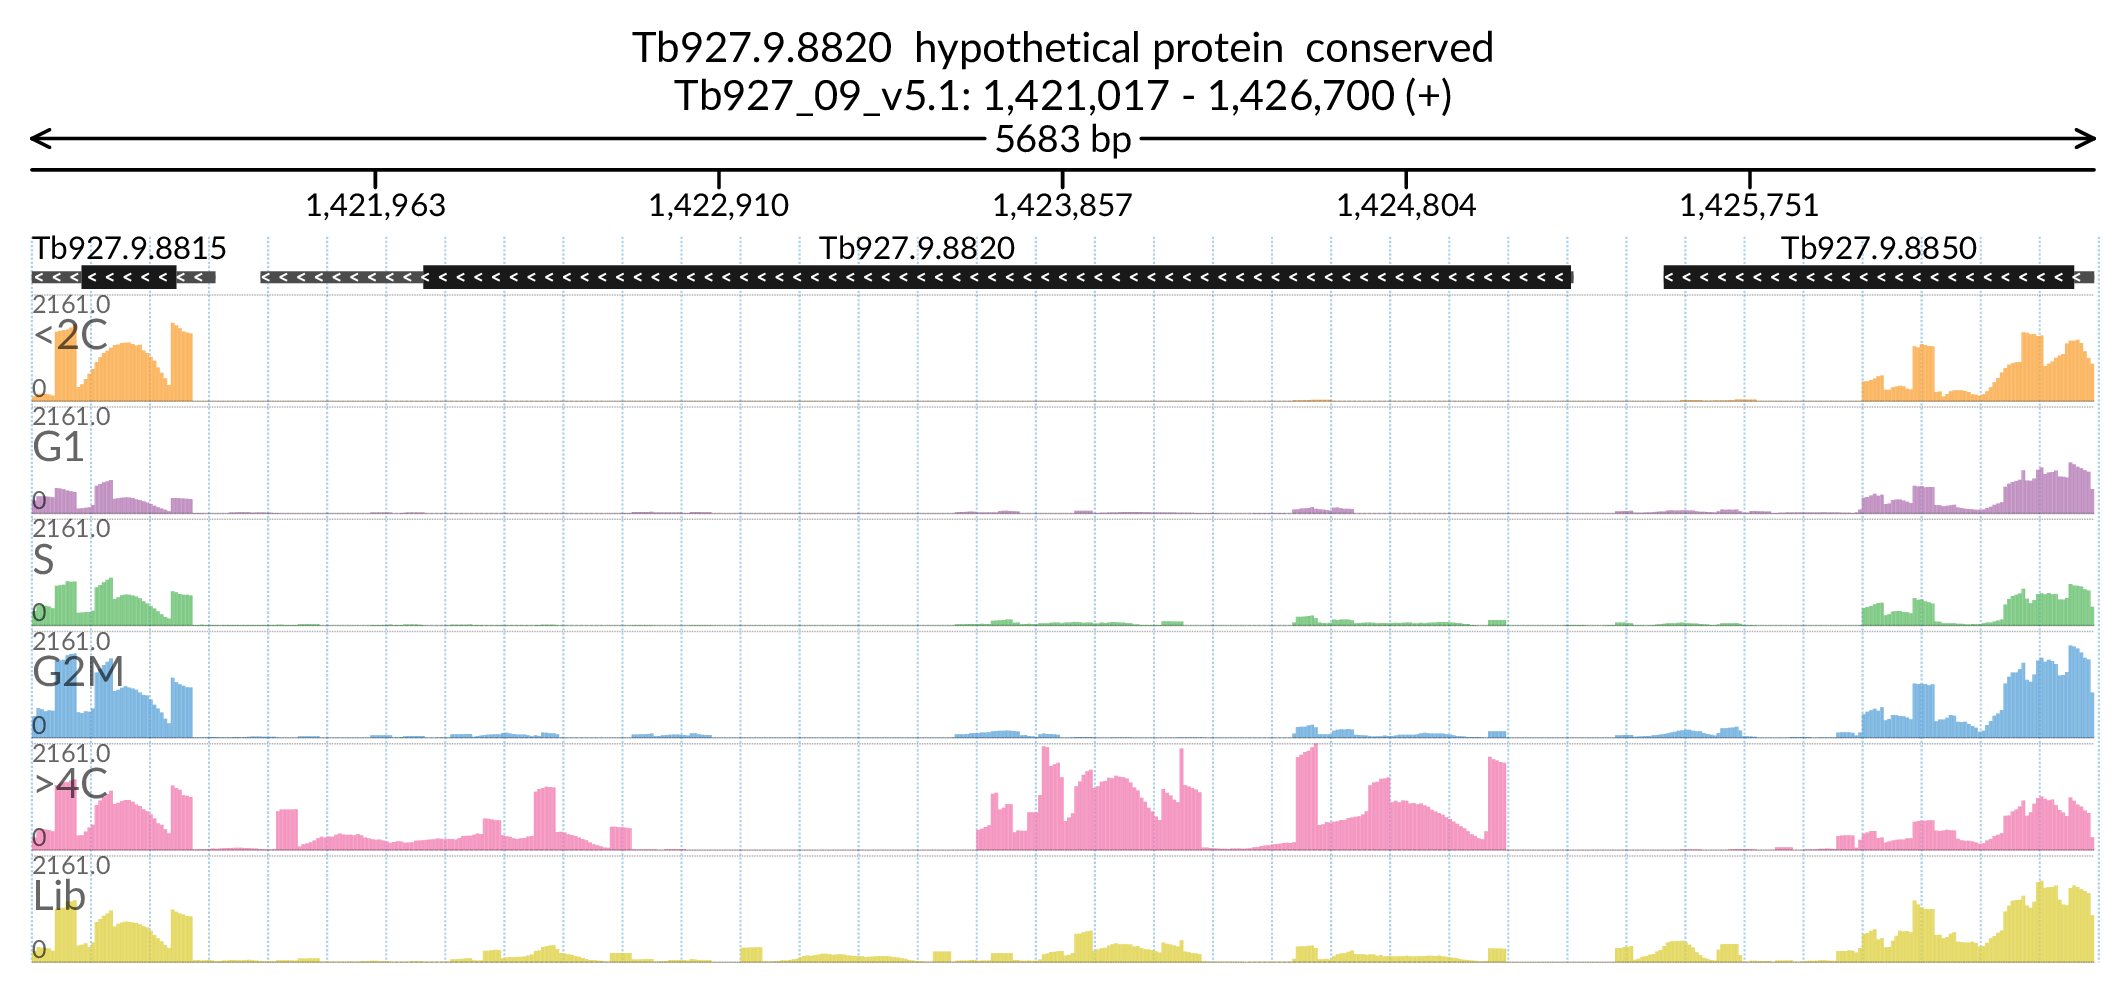 Tb927.9.8820  hypothetical protein  conserved
Tb927_09_v5.1: 1,421,017 - 1,426,700 (+)
5683 bp
1,421,963 1,422,910 1,423,857 1,424,804 1,425,751
Tb927.9.8815 Tb927.9.8820 Tb927.9.8850
2161.0
<2C
0
2161.0
G1
0
2161.0
S
0
2161.0
G2M
0
2161.0
>4C
0
2161.0
Lib
0